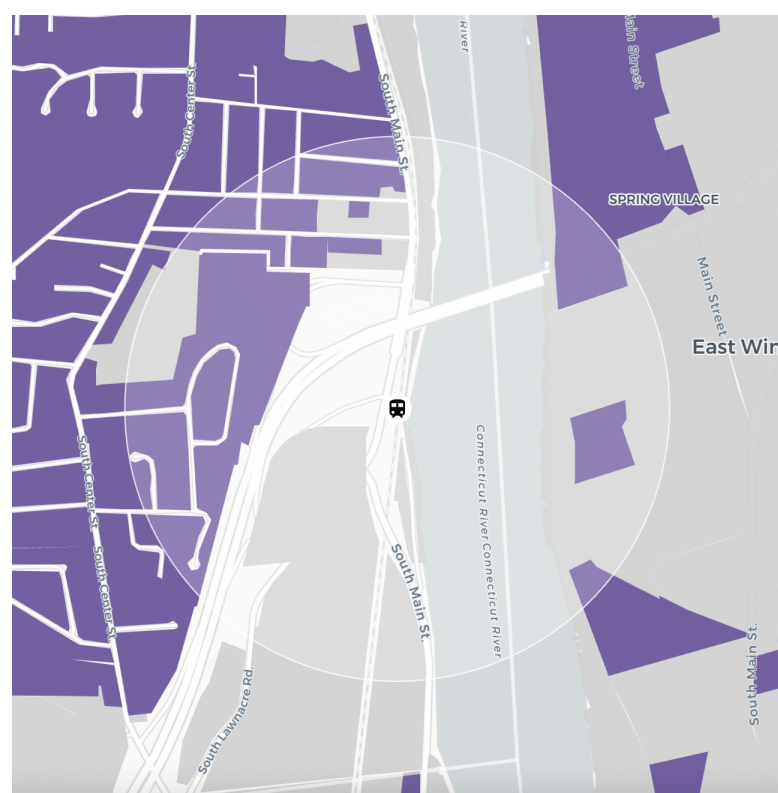 River
Main Street
South Center St.
South Main St.
SPRING VILLAGE
Main Street
East Win
Connecticut River
Connecticut River
South Center St.
South Center St.
South Main St.
South Main St.
South Lawnacre Rd.